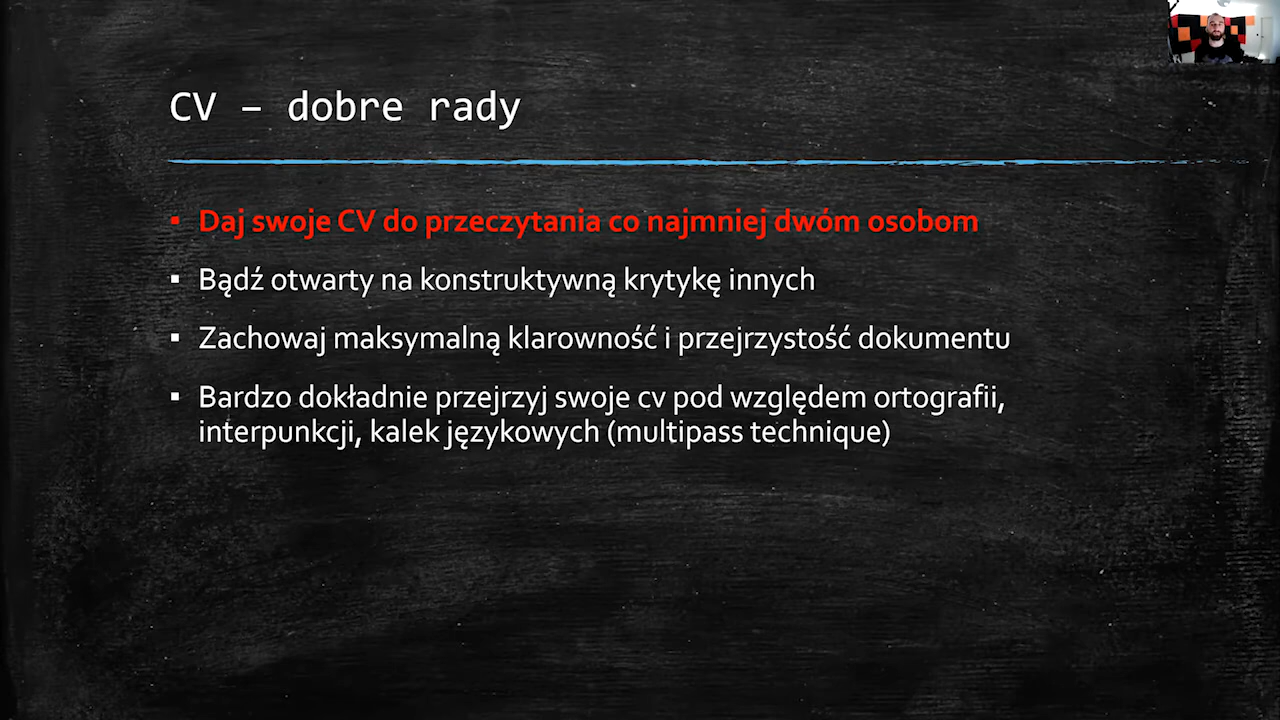 CV – dobre rady
▪ Daj swoje CV do przeczytania co najmniej dwóm osobom
▪ Bądź otwarty na konstruktywną krytykę innych
▪ Zachowaj maksymalną klarowność i przejrzystość dokumentu
▪ Bardzo dokładnie przejrzyj swoje cv pod względem ortografii,
interpunkcji, kalek językowych (multipass technique)